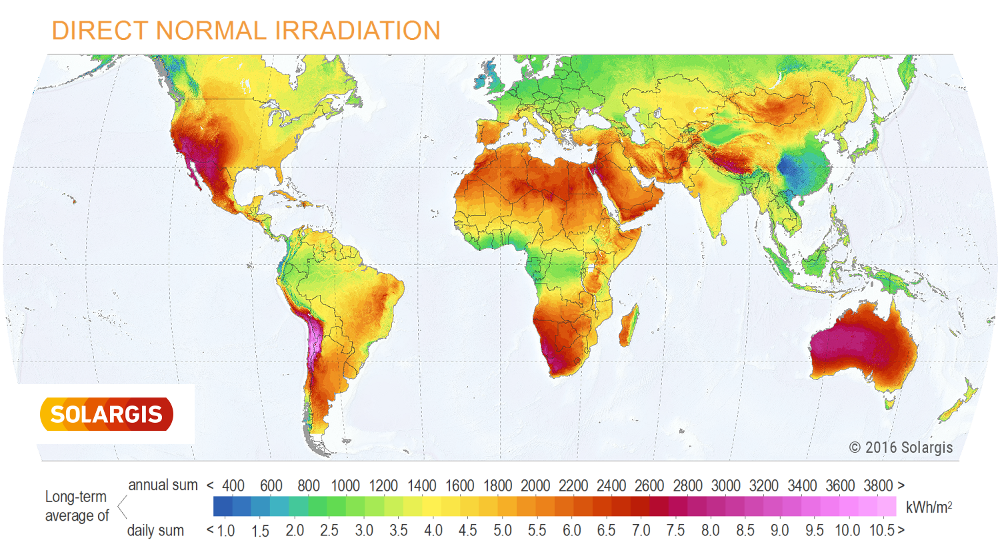 DIRECT NORMAL IRRADIATION
SOLARGIS
© 2016 Solargis
annual sum < 400 600 800 1000 1200 1400 1600 1800 2000 2200 2400 2600 2800 3000 3200 3400 3600 3800 >
Long-term
average of
kWh/m²
daily sum < 1.0 1.5 2.0 2.5 3.0 3.5 4.0 4.5 5.0 5.5 6.0 6.5 7.0 7.5 8.0 8.5 9.0 9.5 10.0 10.5 >